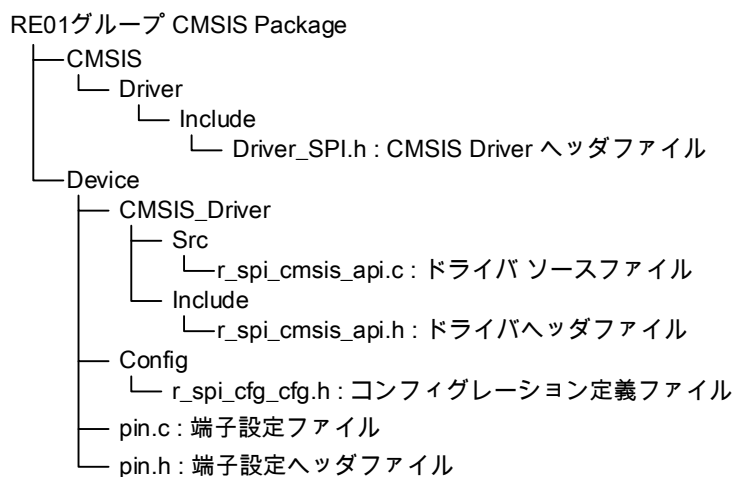 RE01グループ CMSIS Package
CMSIS
Driver
Include
Driver_SPI.h : CMSIS Driver ヘッダファイル
Device
CMSIS_Driver
Src
r_spi_cmsis_api.c : ドライバ ソースファイル
Include
r_spi_cmsis_api.h : ドライバヘッダファイル
Config
r_spi_cfg_cfg.h : コンフィグレーション定義ファイル
pin.c : 端子設定ファイル
pin.h : 端子設定ヘッダファイル